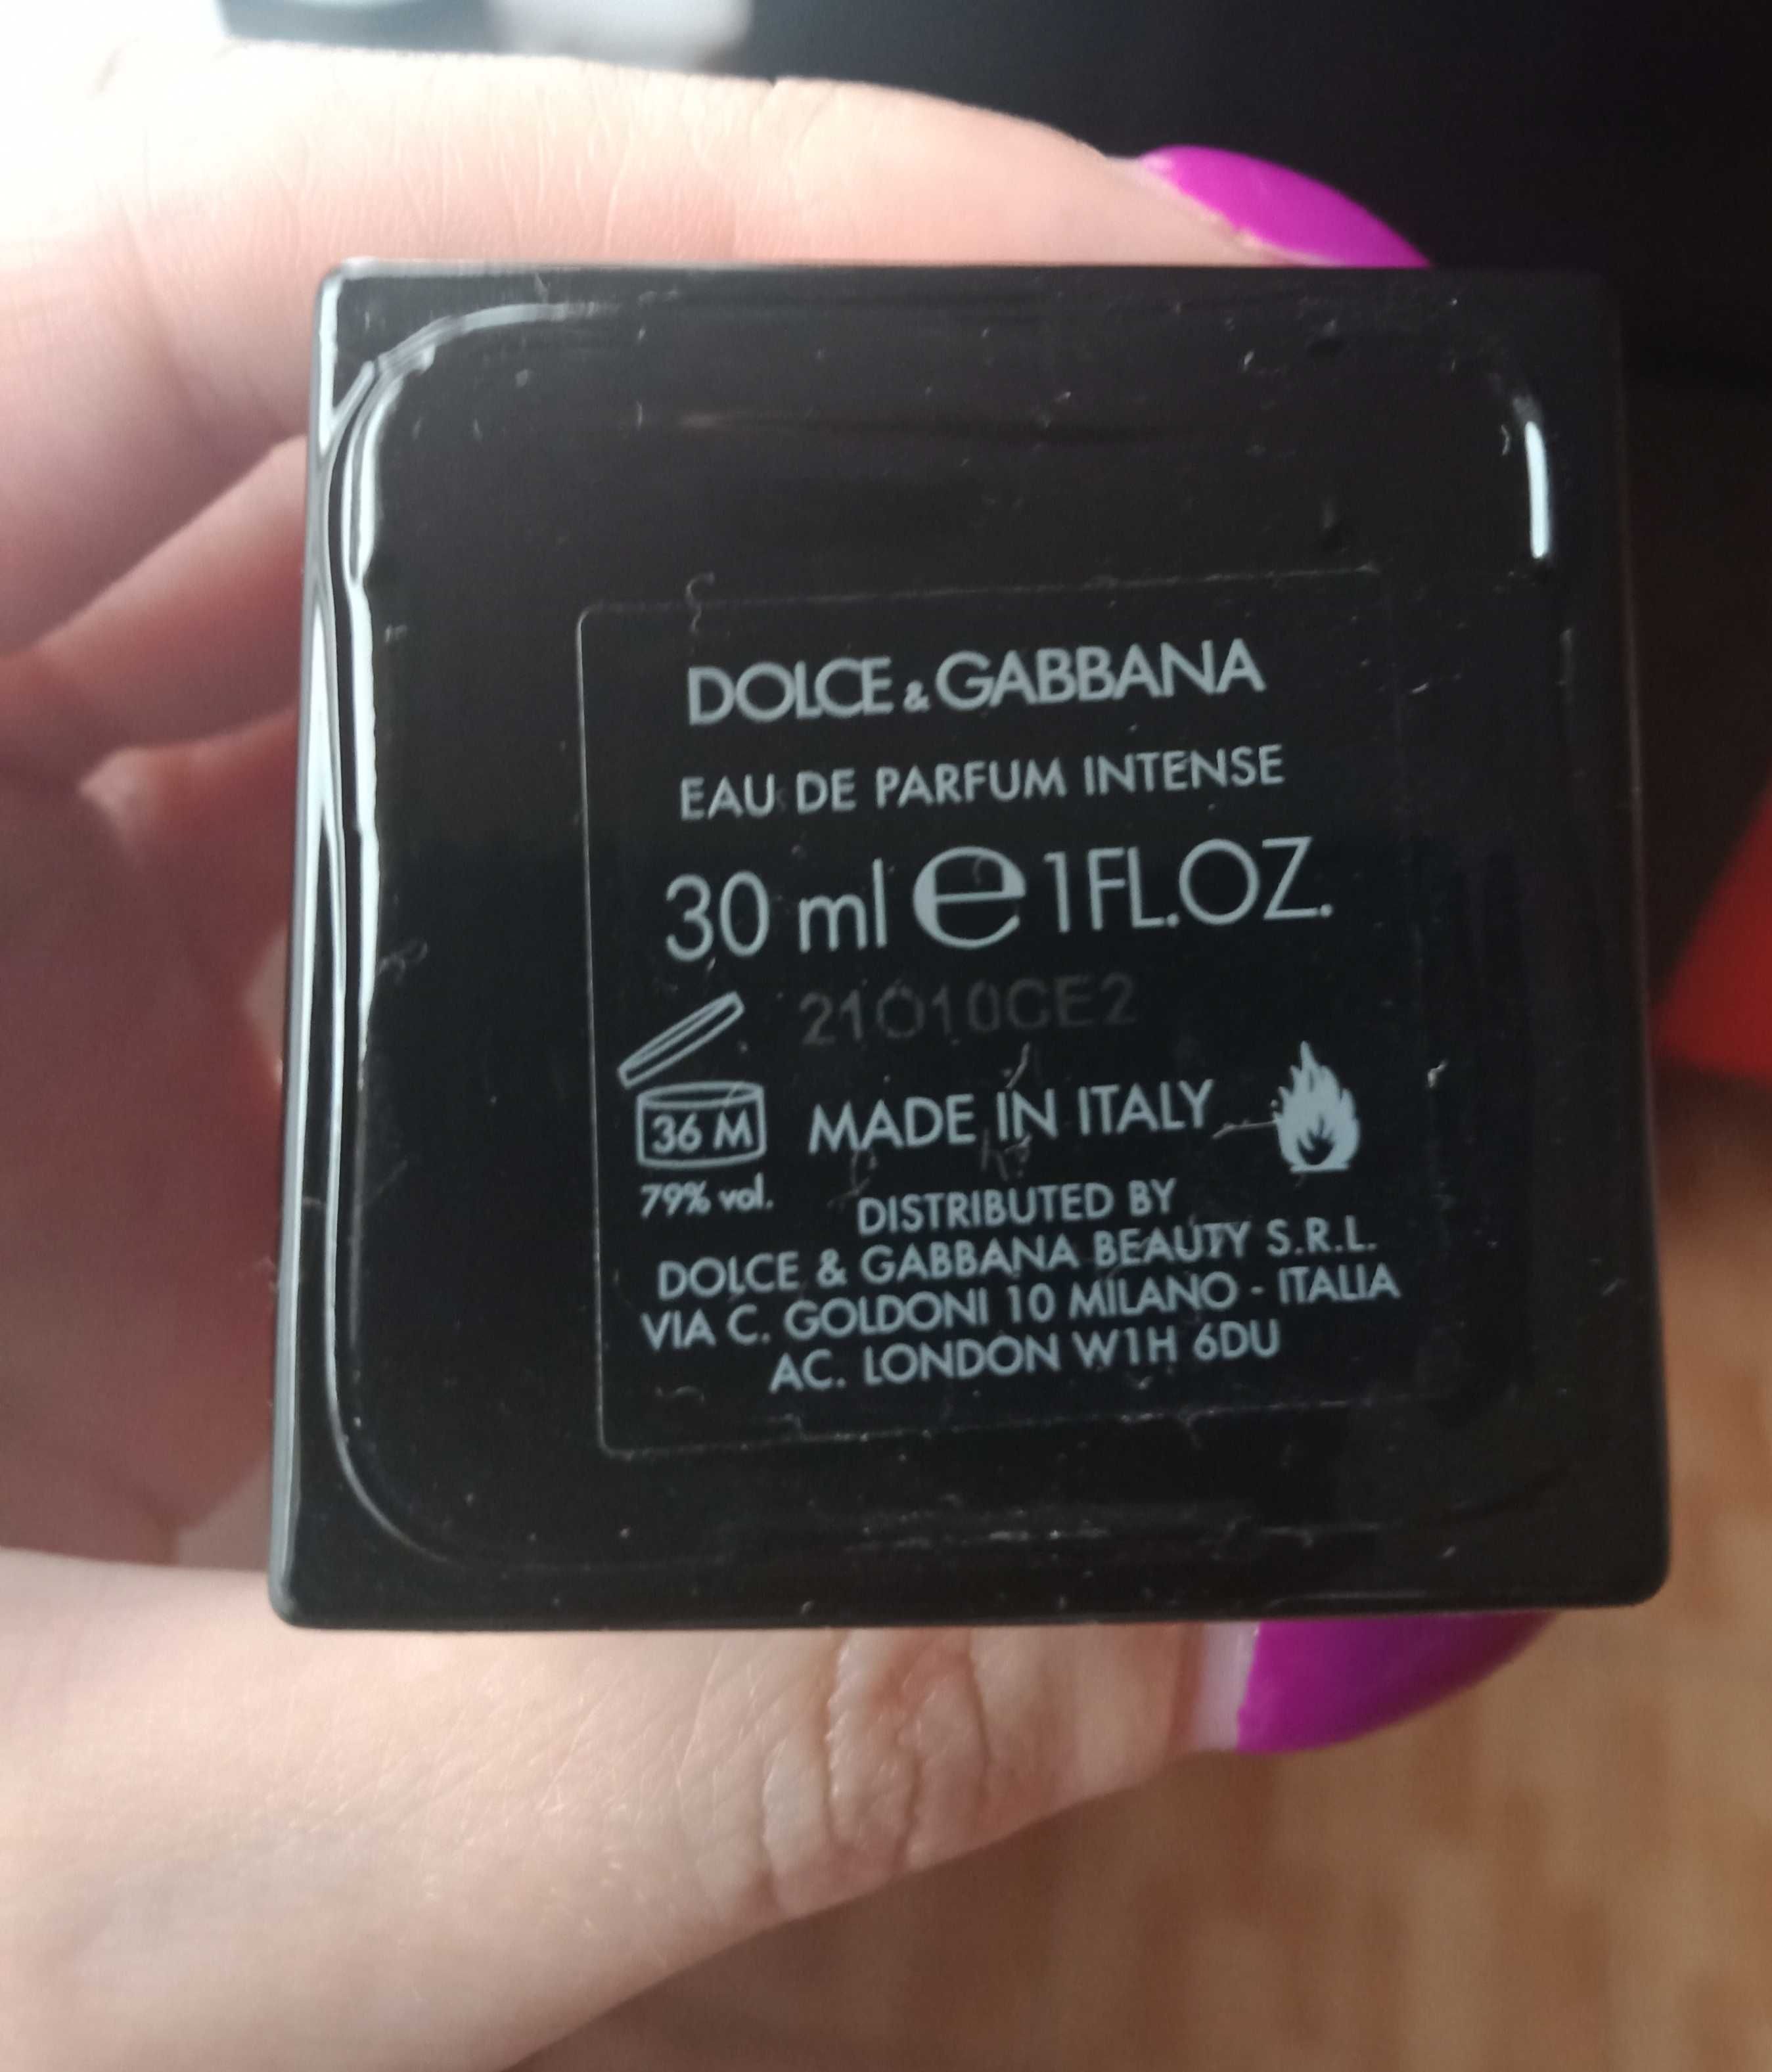 DOLCE & GABBANA
EAU DE PARFUM INTENSE
30 ml e 1FL.OZ.
21O10CE2
36 M
MADE IN ITALY
79% vol.
DISTRIBUTED BY
DOLCE & GABBANA BEAUTY S.R.L.
VIA C. GOLDONI 10 MILANO - ITALIA
AC. LONDON W1H 6DU